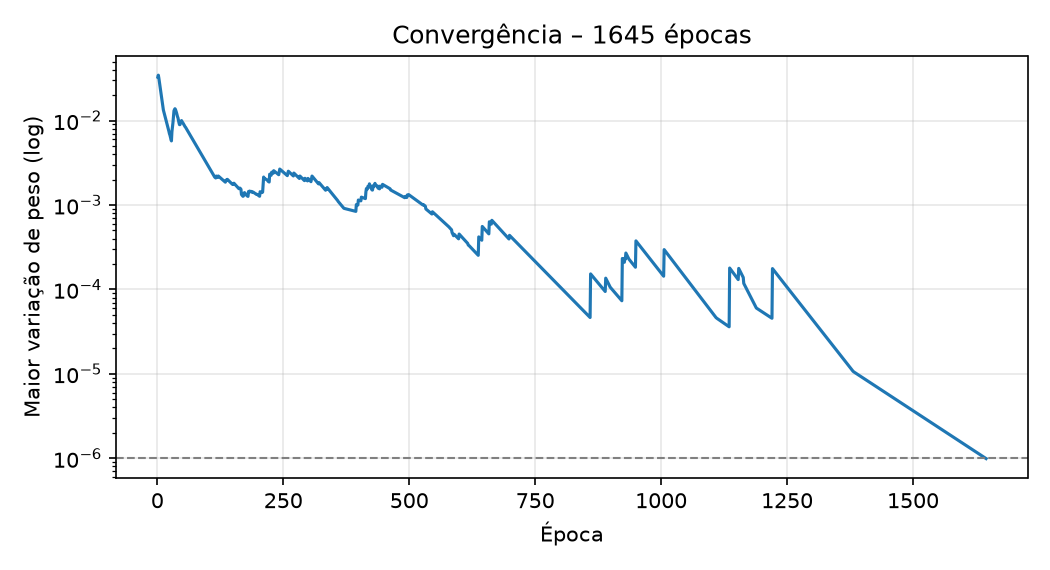 Convergência – 1645 épocas
Maior variação de peso (log)
10⁻²
10⁻³
10⁻⁴
10⁻⁵
10⁻⁶
0 250 500 750 1000 1250 1500
Época